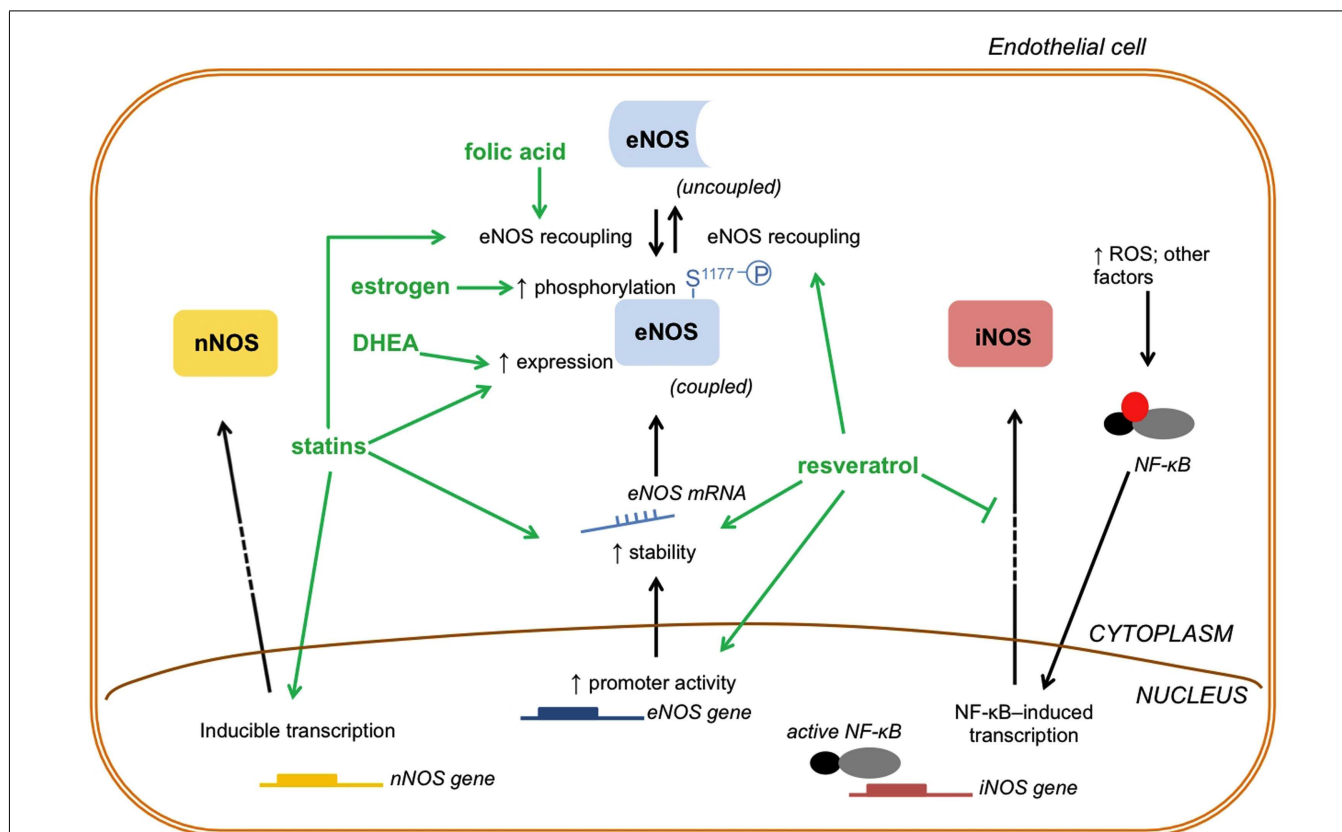 Endothelial cell
eNOS
folic acid
(uncoupled)
eNOS recoupling
eNOS recoupling
↑ ROS; other
factors
S1177
P
estrogen
↑ phosphorylation
nNOS
eNOS
iNOS
DHEA
↑ expression
(coupled)
statins
resveratrol
NF-κB
eNOS mRNA
↑ stability
CYTOPLASM
↑ promoter activity
NUCLEUS
eNOS gene
Inducible transcription
active NF-κB
NF-κB–induced
transcription
nNOS gene
iNOS gene